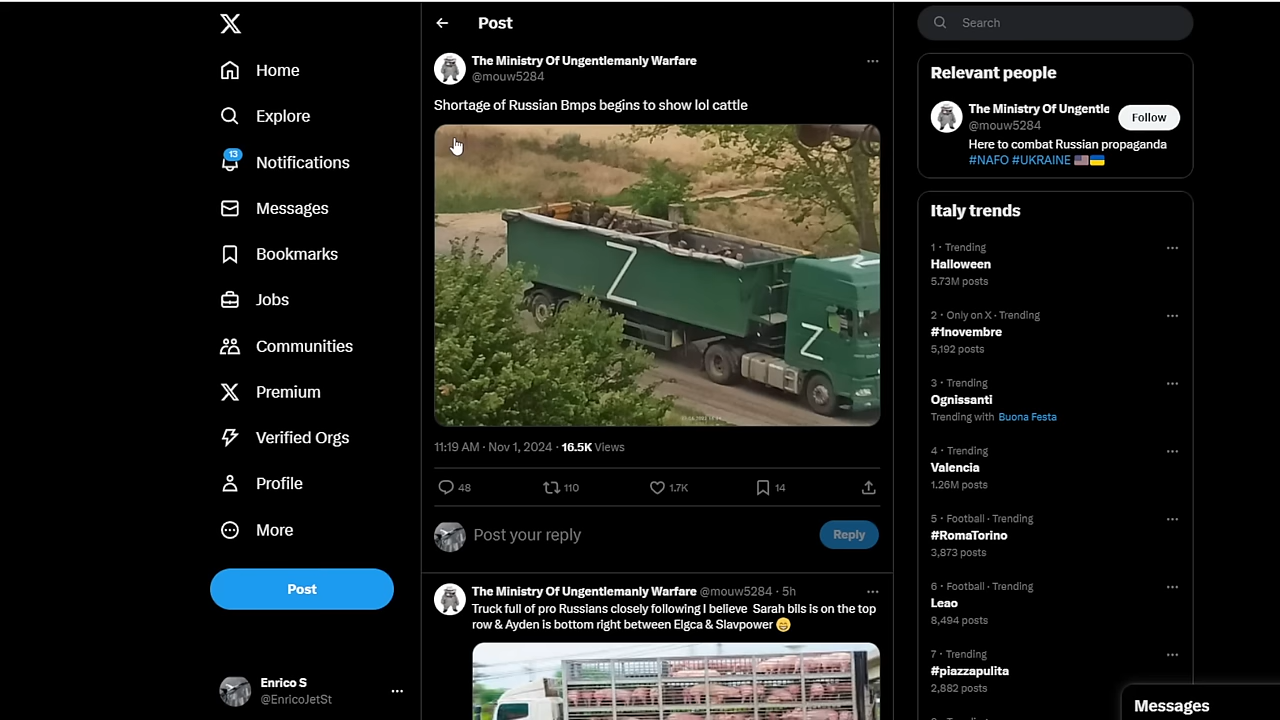 Post
Search
Home
Explore
13
Notifications
Messages
Bookmarks
Jobs
Communities
Premium
Verified Orgs
Profile
More
Post
Enrico S
@EnricoJetSt
The Ministry Of Ungentlemanly Warfare
@mouw5284
Shortage of Russian Bmps begins to show lol cattle
Z
Z
11:19 AM · Nov 1, 2024 · 16.5K Views
48
110
1.7K
14
Post your reply
Reply
The Ministry Of Ungentlemanly Warfare @mouw5284 · 5h
Truck full of pro Russians closely following I believe Sarah bils is on the top
row & Ayden is bottom right between Elgca & Slavpower
Relevant people
The Ministry Of Ungentle
@mouw5284
Follow
Here to combat Russian propaganda
#NAFO #UKRAINE
Italy trends
1 · Trending
Halloween
5.73M posts
2 · Only on X · Trending
#1novembre
5,192 posts
3 · Trending
Ognissanti
Trending with Buona Festa
4 · Trending
Valencia
1.26M posts
5 · Football · Trending
#RomaTorino
3,873 posts
6 · Football · Trending
Leao
8,494 posts
7 · Trending
#piazzapulita
2,882 posts
Messages